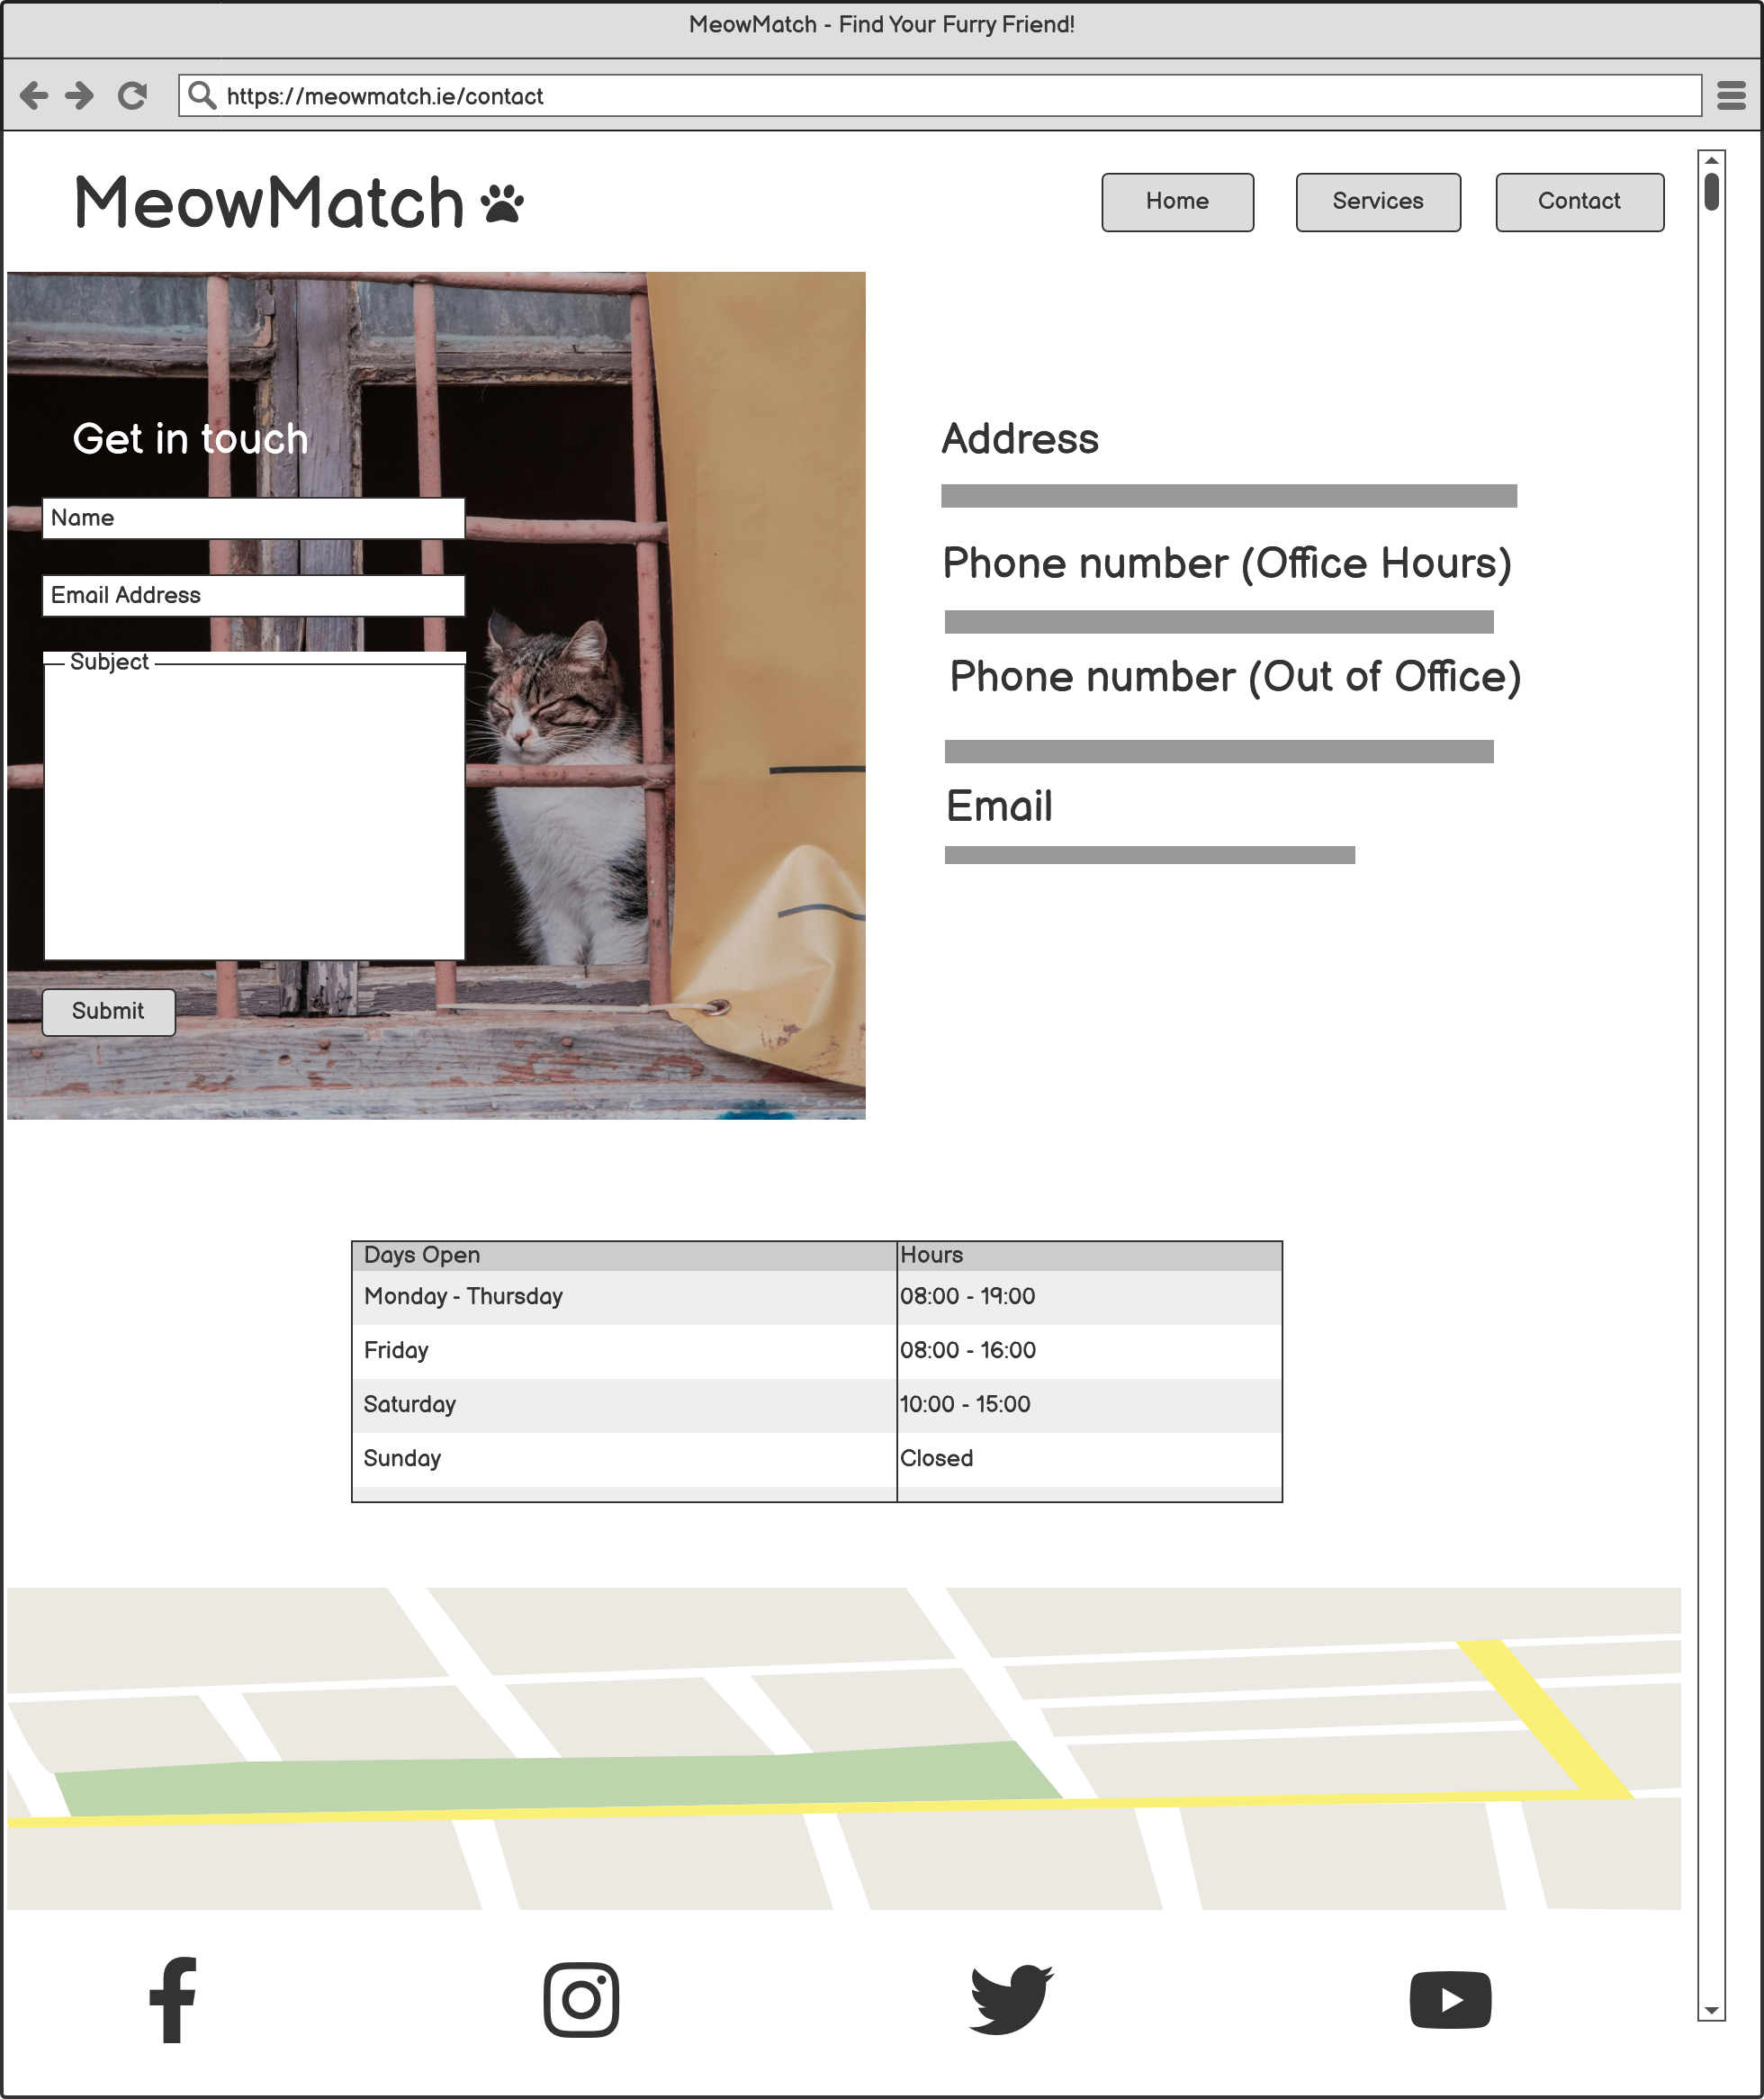 MeowMatch - Find Your Furry Friend!
https://meowmatch.ie/contact
MeowMatch
Home
Services
Contact
Get in touch
Name
Email Address
Subject
Submit
Address
Phone number (Office Hours)
Phone number (Out of Office)
Email
Days Open Hours
Monday - Thursday 08:00 - 19:00
Friday 08:00 - 16:00
Saturday 10:00 - 15:00
Sunday Closed